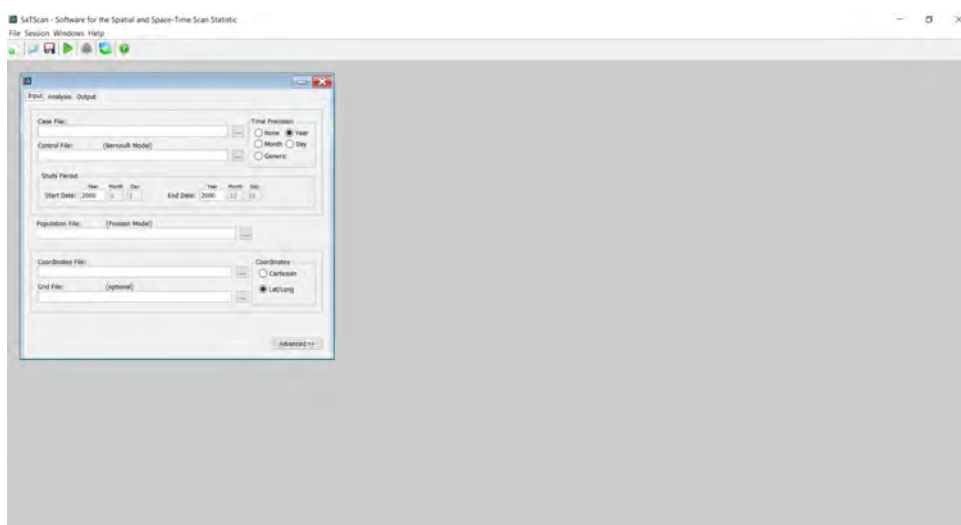 SaTScan - Software for the Spatial and Space-Time Scan Statistic
File Session Windows Help
Input Analysis Output
Case File:
Time Precision
None Year
Month Day
Generic
Control File: (Bernoulli Model)
Study Period
Year Month Day Year Month Day
Start Date: 2000 1 1 End Date: 2000 12 31
Population File: (Poisson Model)
Coordinates File:
Coordinates
Cartesian
Lat/Long
Grid File: (optional)
Advanced >>